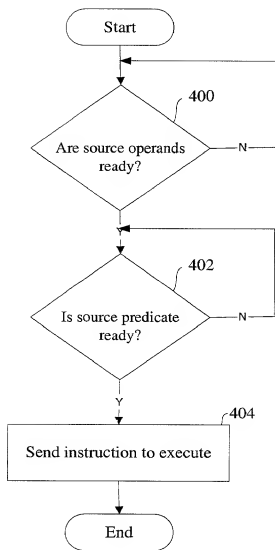 Start
400
Are source operands
ready?
N
Y
402
Is source predicate
ready?
N
Y
404
Send instruction to execute
End